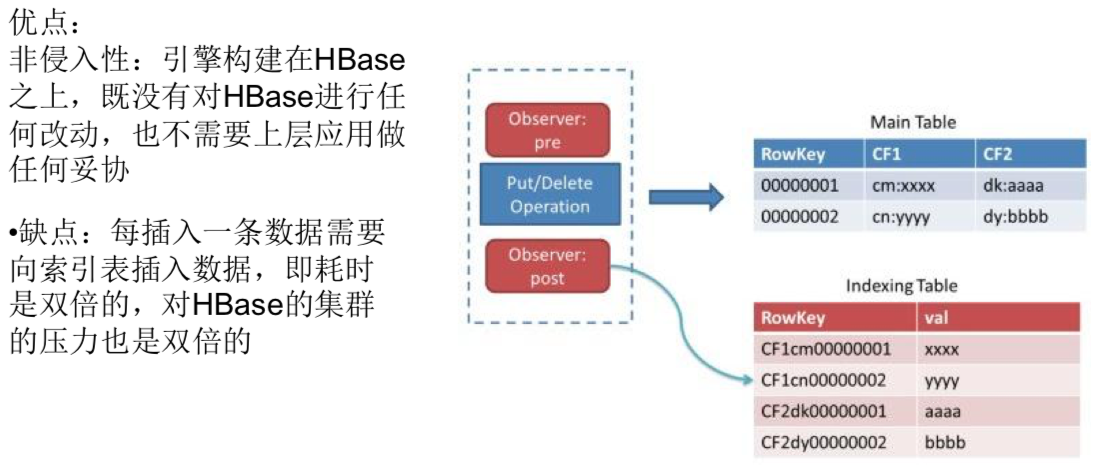 优点：
非侵入性：引擎构建在HBase
之上，既没有对HBase进行任
何改动，也不需要上层应用做
任何妥协
•缺点：每插入一条数据需要
向索引表插入数据，即耗时
是双倍的，对HBase的集群
的压力也是双倍的
Observer:
pre
Put/Delete
Operation
Observer:
post
Main Table
RowKey CF1 CF2
00000001 cm:xxxx dk:aaaa
00000002 cn:yyyy dy:bbbb
Indexing Table
RowKey val
CF1cm00000001 xxxx
CF1cn00000002 yyyy
CF2dk00000001 aaaa
CF2dy00000002 bbbb